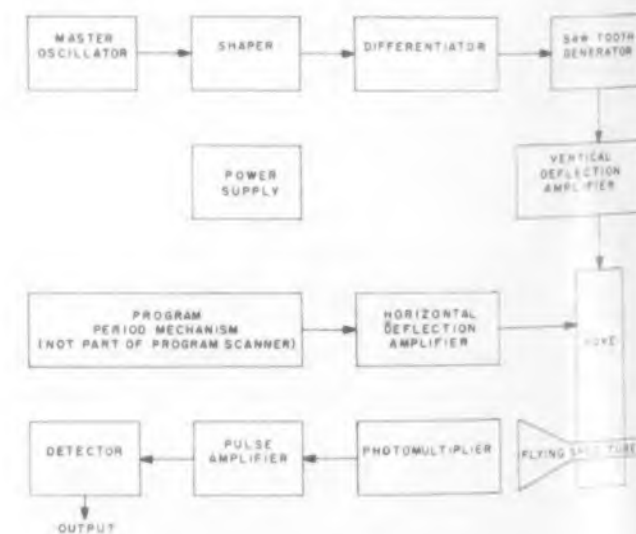 MASTER
OSCILLATOR
SHAPER
DIFFERENTIATOR
SAW TOOTH
GENERATOR
POWER
SUPPLY
VERTICAL
DEFLECTION
AMPLIFIER
PROGRAM
PERIOD MECHANISM
(NOT PART OF PROGRAM SCANNER)
HORIZONTAL
DEFLECTION
AMPLIFIER
YOKE
DETECTOR
PULSE
AMPLIFIER
PHOTOMULTIPLIER
FLYING SPOT TUBE
OUTPUT